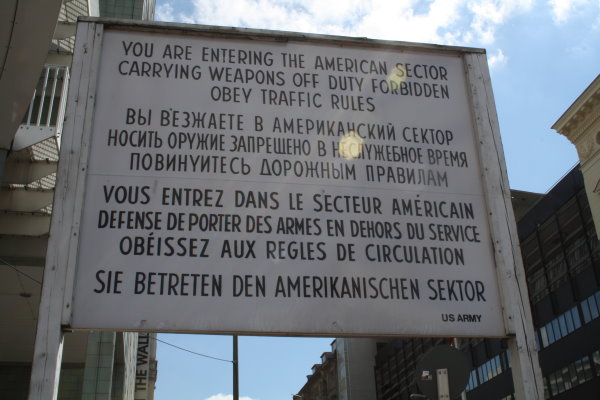 YOU ARE ENTERING THE AMERICAN SECTOR
CARRYING WEAPONS OFF DUTY FORBIDDEN
OBEY TRAFFIC RULES
ВЫ ВЪЕЗЖАЕТЕ В АМЕРИКАНСКИЙ СЕКТОР
НОСИТЬ ОРУЖИЕ ЗАПРЕЩЕНО В НЕСЛУЖЕБНОЕ ВРЕМЯ
ПОВИНУЙТЕСЬ ДОРОЖНЫМ ПРАВИЛАМ
VOUS ENTREZ DANS LE SECTEUR AMÉRICAIN
DEFENSE DE PORTER DES ARMES EN DEHORS DU SERVICE
OBÉISSEZ AUX REGLES DE CIRCULATION
SIE BETRETEN DEN AMERIKANISCHEN SEKTOR
US ARMY
THE WALL